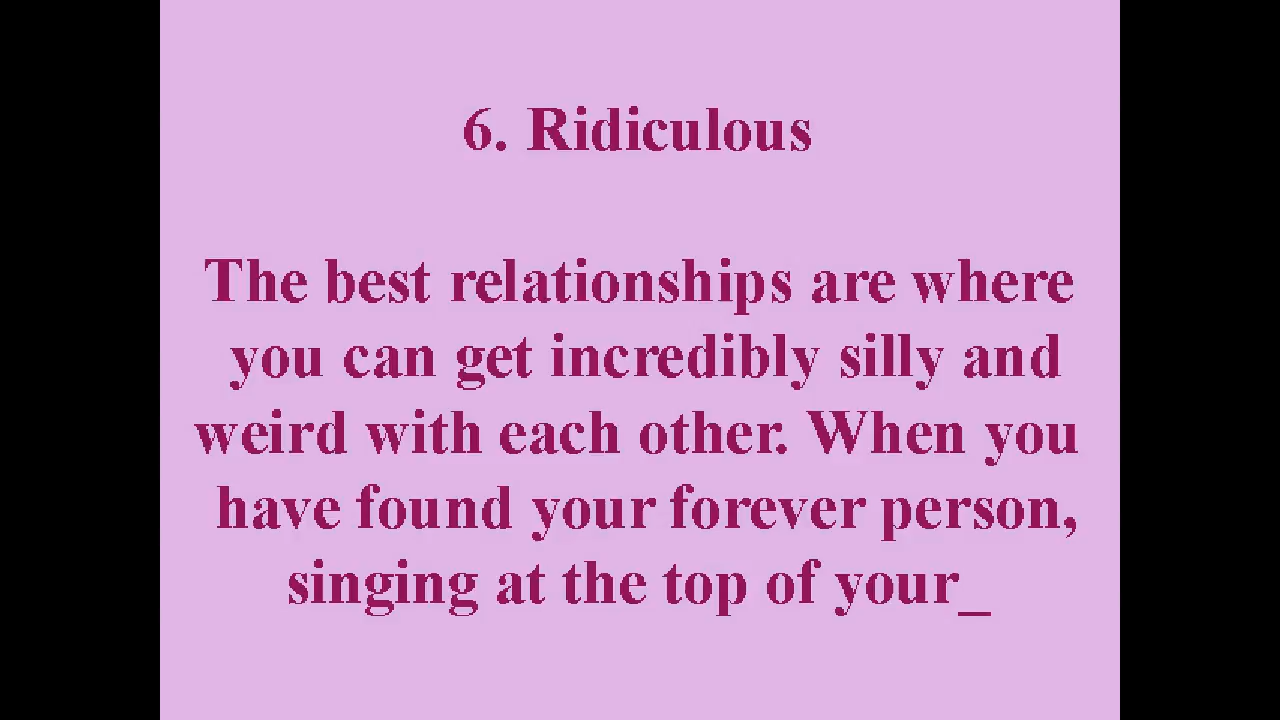 6. Ridiculous
The best relationships are where
you can get incredibly silly and
weird with each other. When you
have found your forever person,
singing at the top of your_